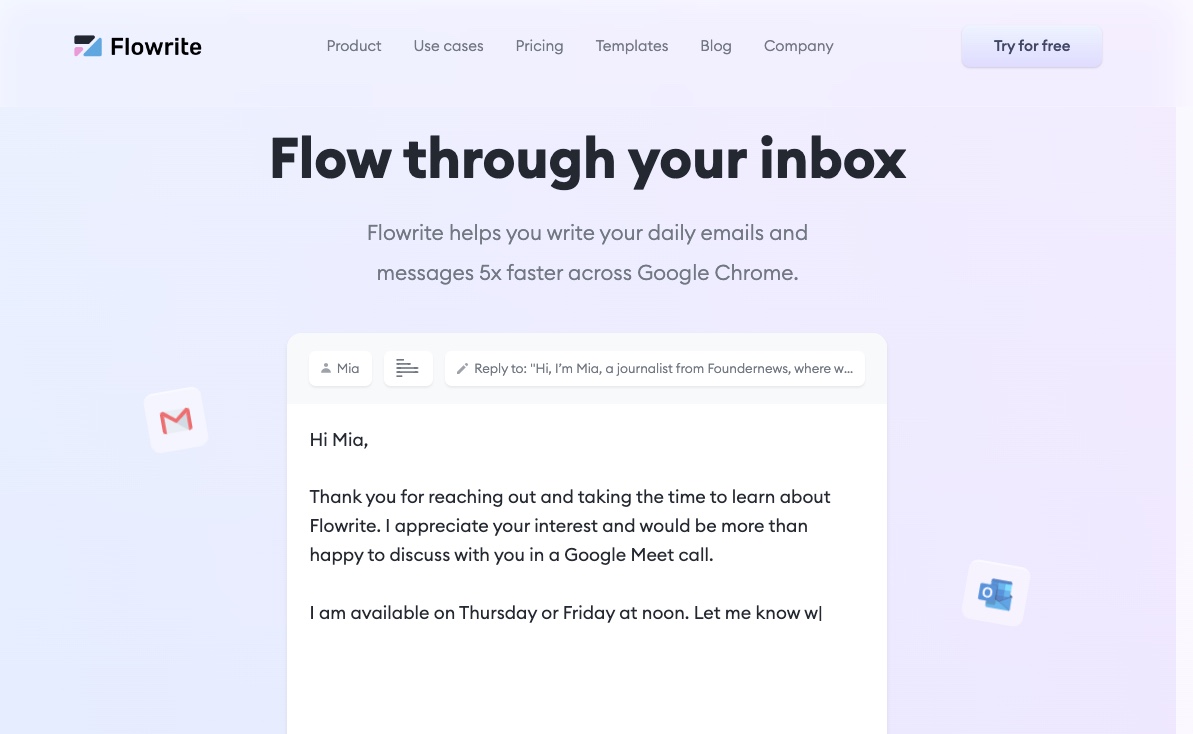 Flowrite
Product Use cases Pricing Templates Blog Company
Try for free
Flow through your inbox
Flowrite helps you write your daily emails and
messages 5x faster across Google Chrome.
Mia
Reply to: "Hi, I’m Mia, a journalist from Foundernews, where w...
Hi Mia,
Thank you for reaching out and taking the time to learn about
Flowrite. I appreciate your interest and would be more than
happy to discuss with you in a Google Meet call.
I am available on Thursday or Friday at noon. Let me know w|